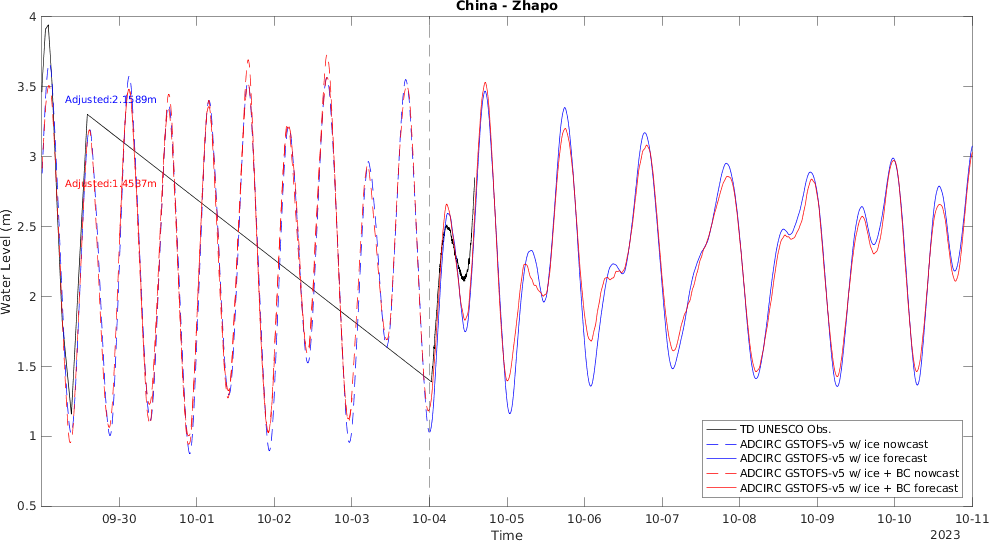 China - Zhapo
4
3.5
3
2.5
2
1.5
1
0.5
Water Level (m)
Adjusted:2.1589m
Adjusted:1.4537m
TD UNESCO Obs.
ADCIRC GSTOFS-v5 w/ ice nowcast
ADCIRC GSTOFS-v5 w/ ice forecast
ADCIRC GSTOFS-v5 w/ ice + BC nowcast
ADCIRC GSTOFS-v5 w/ ice + BC forecast
09-30 10-01 10-02 10-03 10-04 10-05 10-06 10-07 10-08 10-09 10-10 10-11
Time
2023